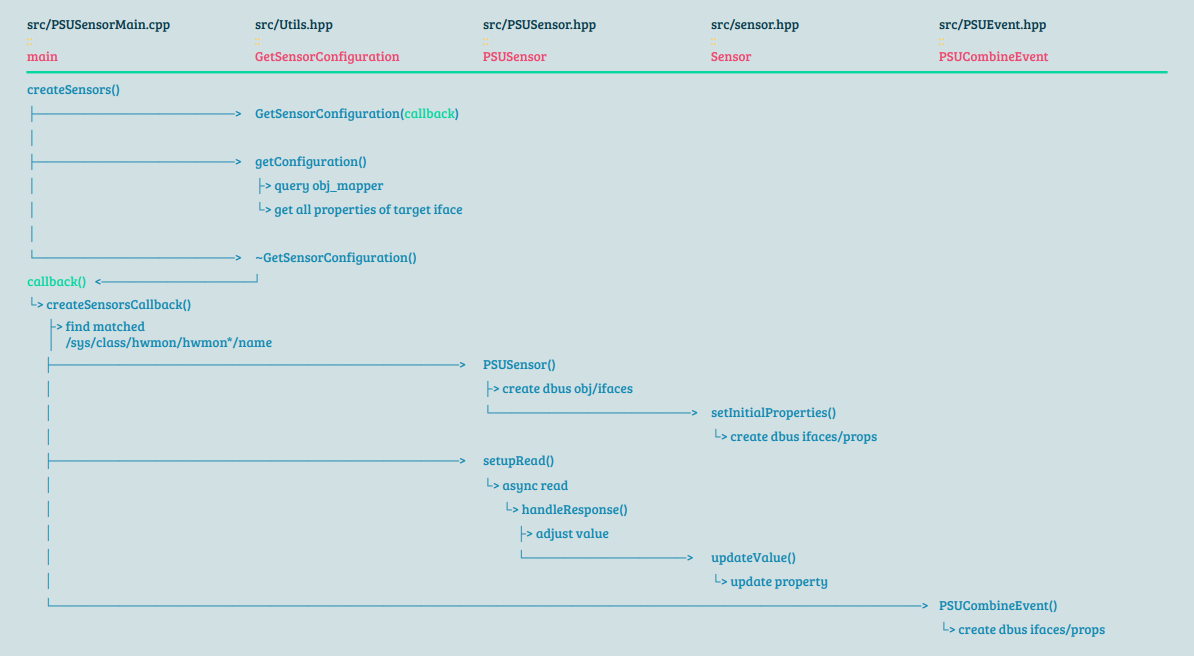 src/PSUSensorMain.cpp src/Utils.hpp src/PSUSensor.hpp src/sensor.hpp src/PSUEvent.hpp
:: :: :: :: ::
main GetSensorConfiguration PSUSensor Sensor PSUCombineEvent
createSensors()
├──────────> GetSensorConfiguration(callback)
├──────────> getConfiguration()
├> query obj_mapper
└> get all properties of target iface
└──────────> ~GetSensorConfiguration()
callback() <──────────┘
└> createSensorsCallback()
├> find matched
/sys/class/hwmon/hwmon*/name
├──────────> PSUSensor()
├> create dbus obj/ifaces
└──────────> setInitialProperties()
└> create dbus ifaces/props
├──────────> setupRead()
└> async read
└> handleResponse()
├> adjust value
└──────────> updateValue()
└> update property
└──────────> PSUCombineEvent()
└> create dbus ifaces/props